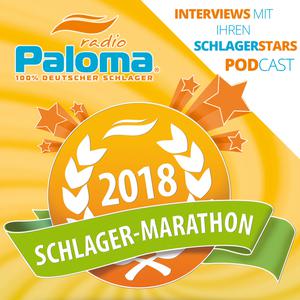 radio
Paloma®
100% DEUTSCHER SCHLAGER
INTERVIEWS MIT
IHREN
SCHLAGERSTARS
PODCAST
2018
SCHLAGER-MARATHON